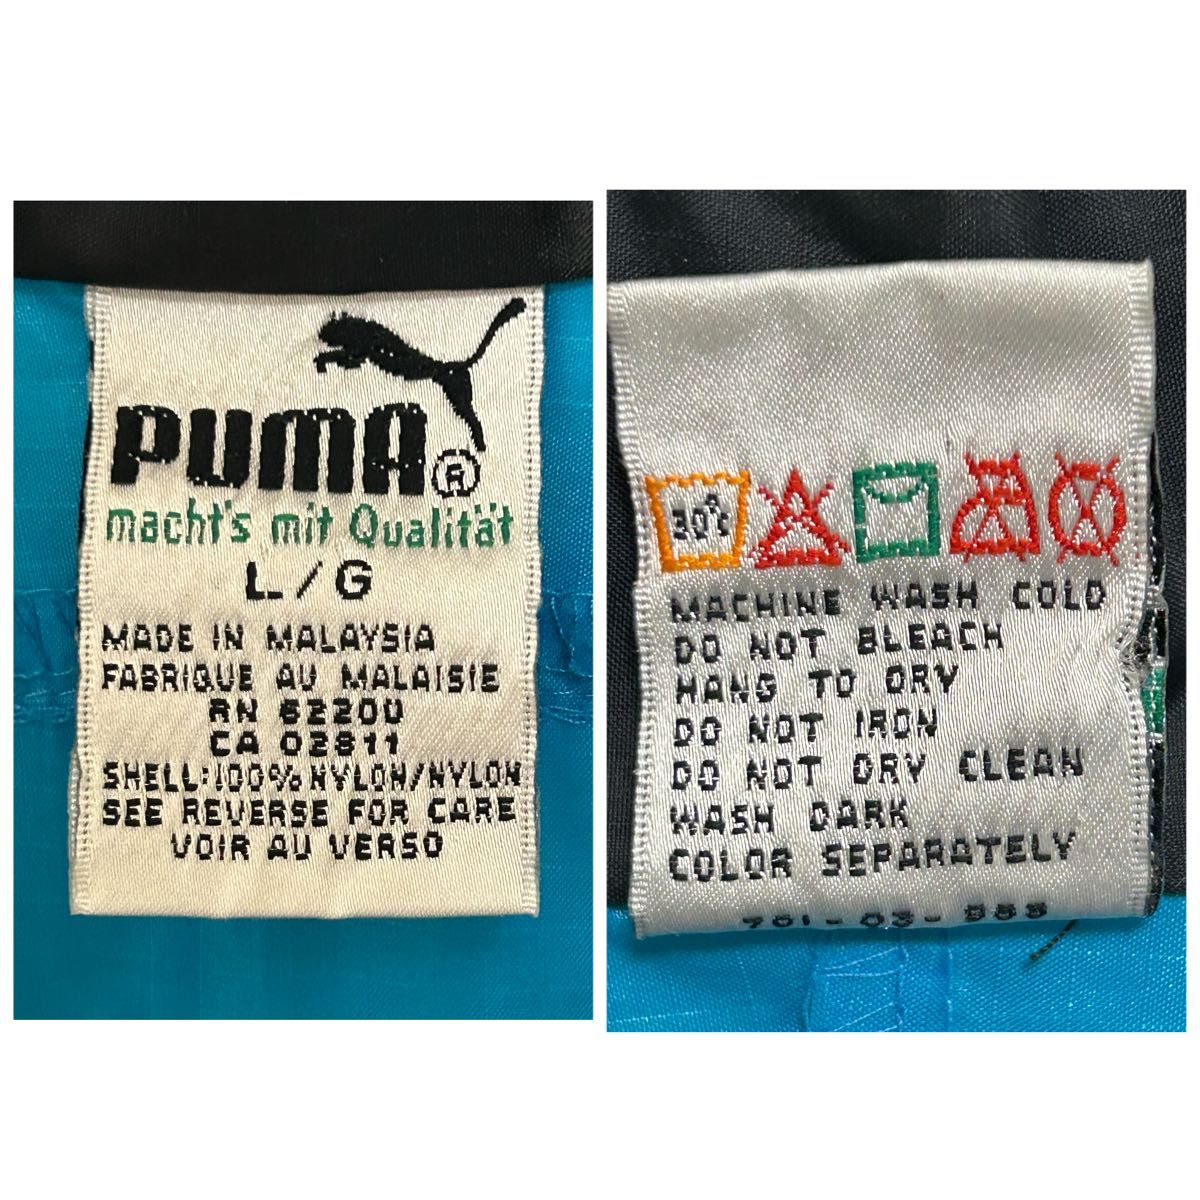 PUMA®
macht's mit Qualität
L/G
MADE IN MALAYSIA
FABRIQUE AU MALAISIE
RN 62200
CA 02811
SHELL:100% NYLON/NYLON
SEE REVERSE FOR CARE
VOIR AU VERSO
30°c
MACHINE WASH COLD
DO NOT BLEACH
HANG TO DRY
DO NOT IRON
DO NOT DRY CLEAN
WASH DARK
COLOR SEPARATELY